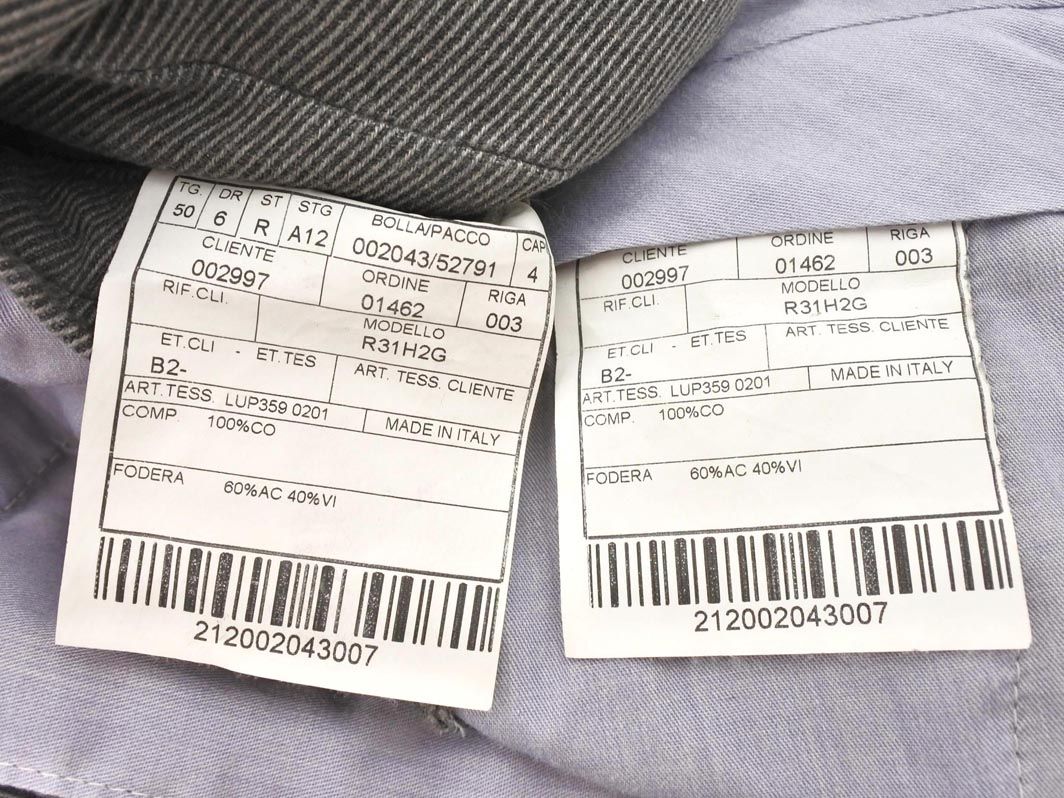 TG. DR ST STG BOLLA/PACCO CAP
50 6 R A12 002043/52791 4
CLIENTE ORDINE RIGA
002997 01462 003
RIF.CLI. MODELLO
R31H2G
ET.CLI - ET.TES ART. TESS. CLIENTE
B2-
ART.TESS. LUP359 0201 MADE IN ITALY
COMP. 100%CO
FODERA 60%AC 40%VI
212002043007
CLIENTE ORDINE RIGA
002997 01462 003
RIF.CLI. MODELLO
R31H2G
ET.CLI - ET.TES ART. TESS. CLIENTE
B2-
ART.TESS. LUP359 0201 MADE IN ITALY
COMP. 100%CO
FODERA 60%AC 40%VI
212002043007